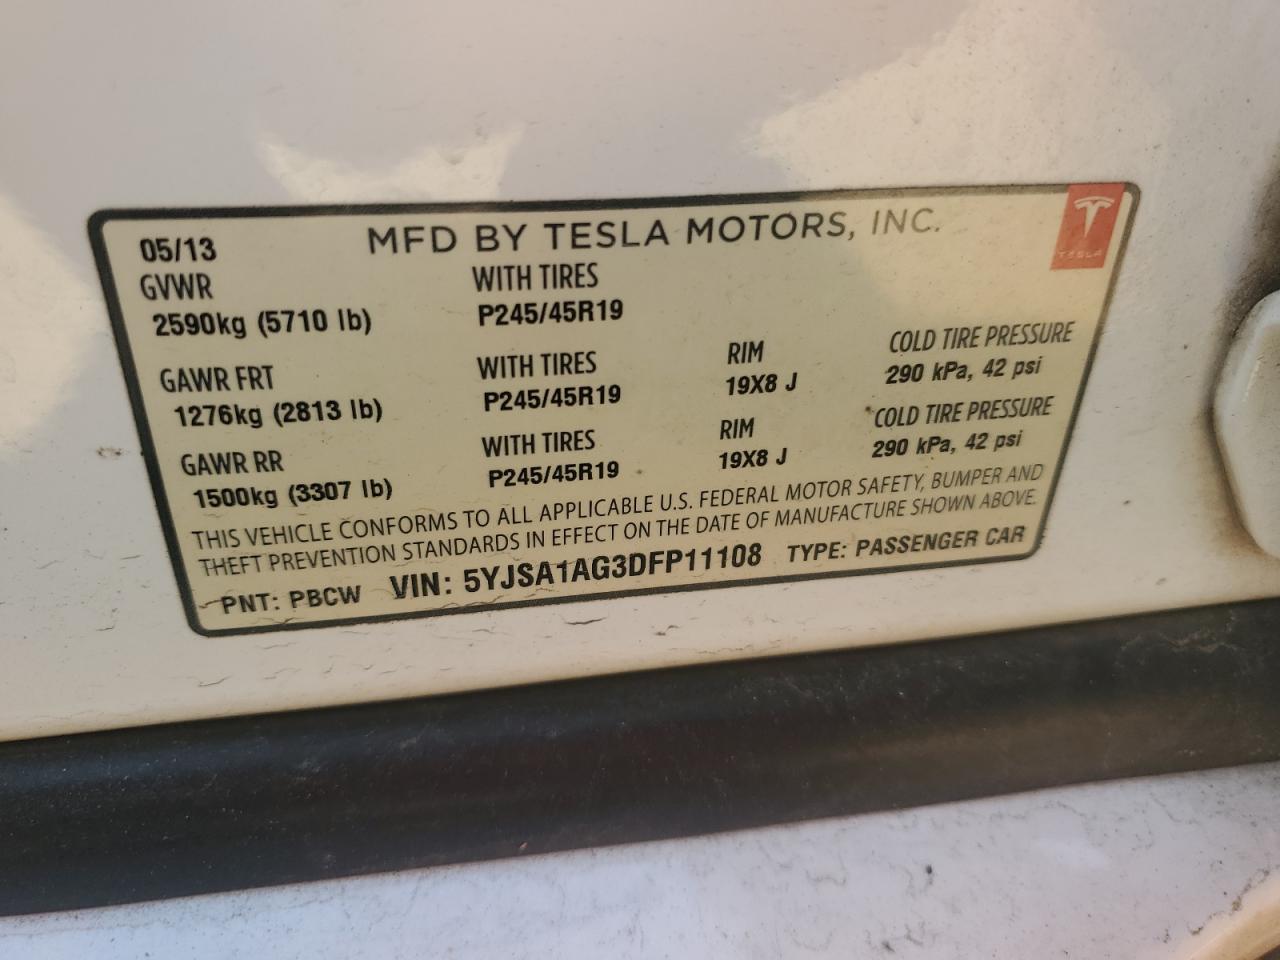 05/13 MFD BY TESLA MOTORS, INC.
TESLA
GVWR WITH TIRES
2590kg (5710 lb) P245/45R19
GAWR FRT WITH TIRES RIM COLD TIRE PRESSURE
1276kg (2813 lb) P245/45R19 19X8 J 290 kPa, 42 psi
GAWR RR WITH TIRES RIM COLD TIRE PRESSURE
1500kg (3307 lb) P245/45R19 19X8 J 290 kPa, 42 psi
THIS VEHICLE CONFORMS TO ALL APPLICABLE U.S. FEDERAL MOTOR SAFETY, BUMPER AND
THEFT PREVENTION STANDARDS IN EFFECT ON THE DATE OF MANUFACTURE SHOWN ABOVE.
PNT: PBCW VIN: 5YJSA1AG3DFP11108 TYPE: PASSENGER CAR